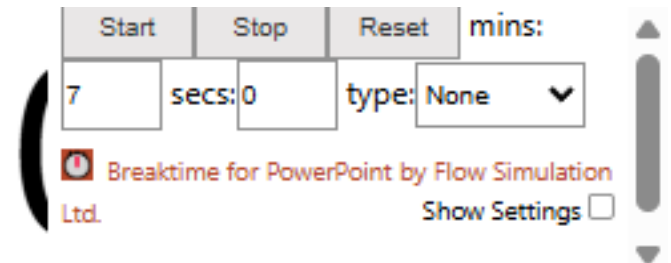 Start Stop Reset mins:
7 secs: 0 type: None
Breaktime for PowerPoint by Flow Simulation
Ltd. Show Settings